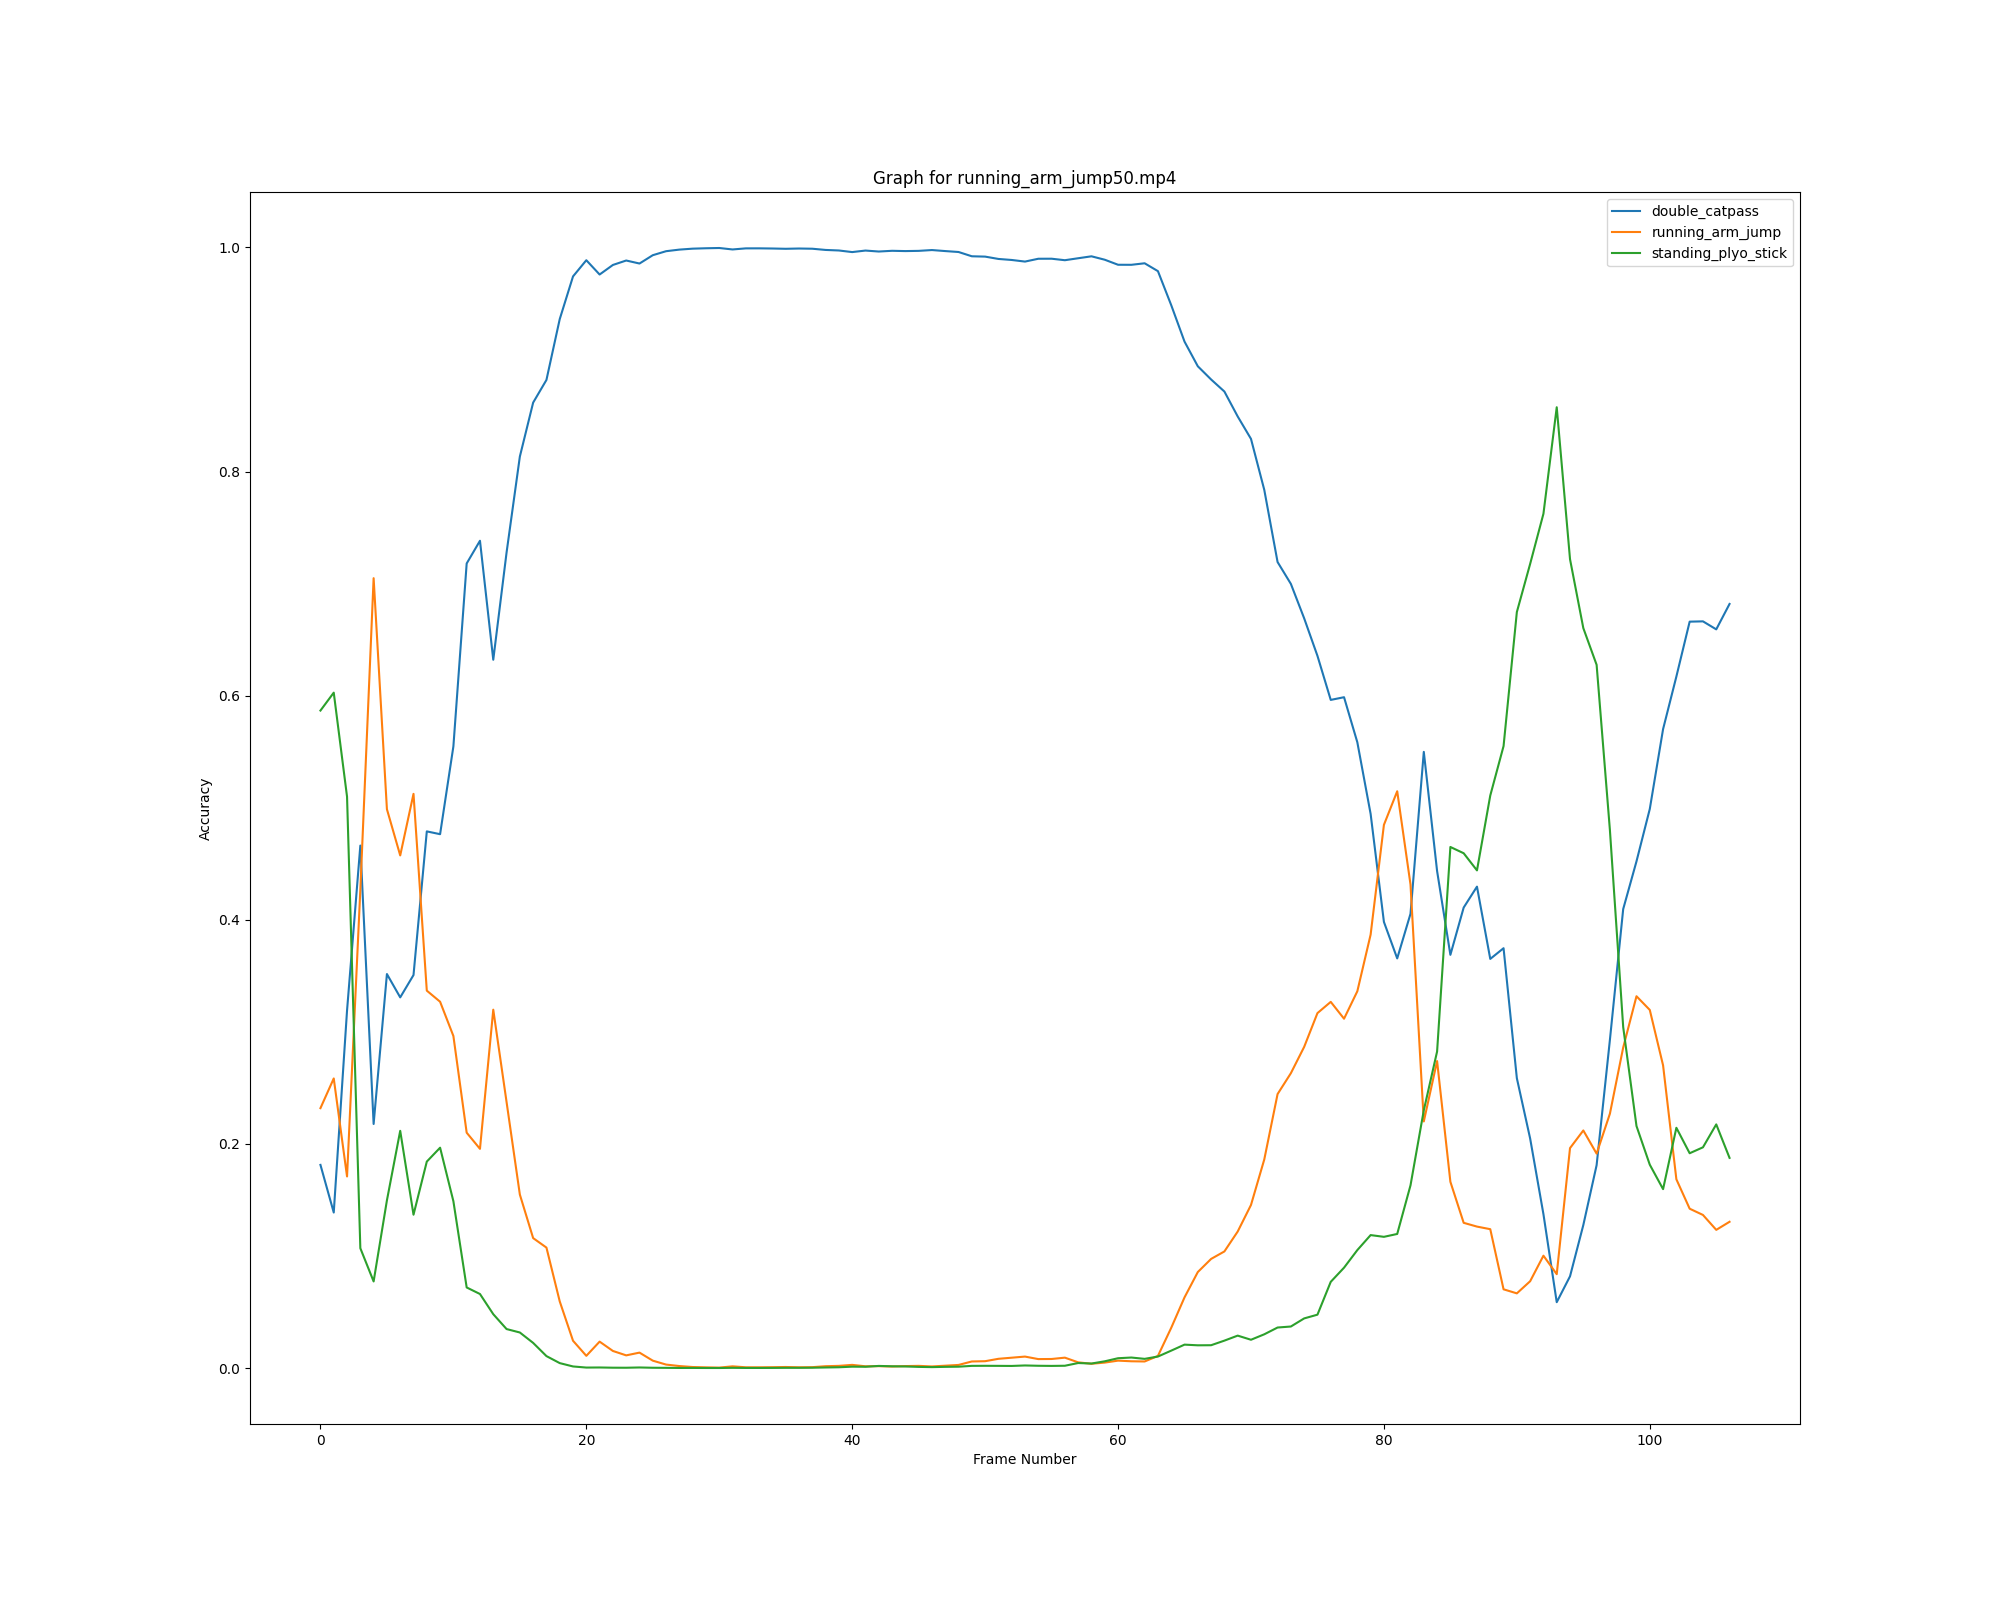 Graph for running_arm_jump50.mp4
double_catpass
running_arm_jump
standing_plyo_stick
1.0
0.8
0.6
0.4
0.2
0.0
Accuracy
0 20 40 60 80 100
Frame Number